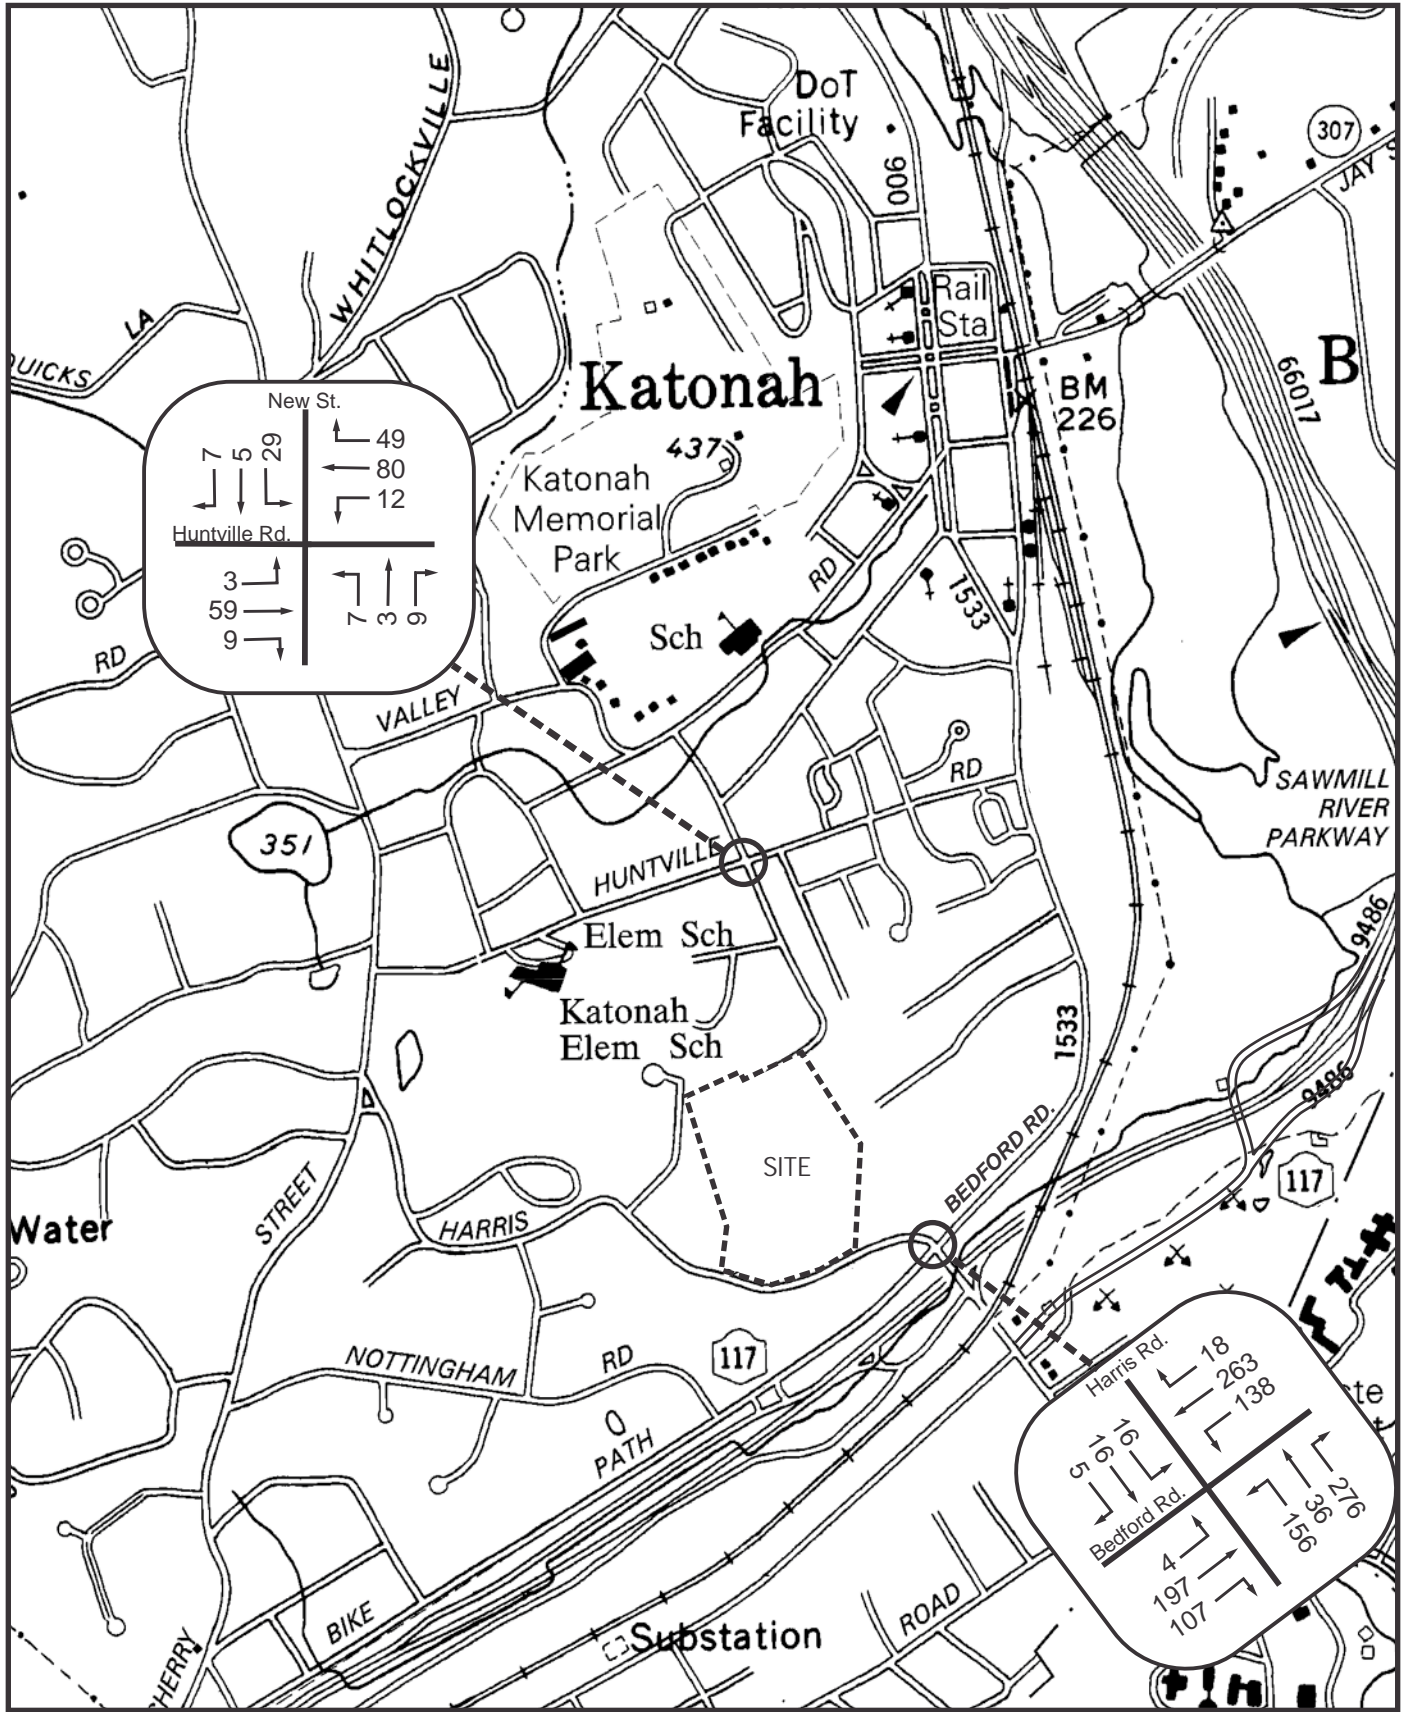 DoT
Facility
307
JAY
WHITLOCKVILLE
900
Rail
Sta
LA
QUICKS
Katonah
B
66017
BM
226
437
Katonah
Memorial
Park
New St.
7
5
29
49
80
12
Huntville Rd.
3
59
9
7
3
9
RD
RD
1533
Sch
VALLEY
RD
SAWMILL
RIVER
PARKWAY
351
HUNTVILLE
Elem Sch
9486
Katonah
Elem Sch
1533
9486
BEDFORD RD.
SITE
117
STREET
HARRIS
Water
NOTTINGHAM
RD
117
PATH
Harris Rd.
18
263
138
16
16
5
Bedford Rd.
276
36
156
4
197
107
ROAD
BIKE
Substation
HERRY